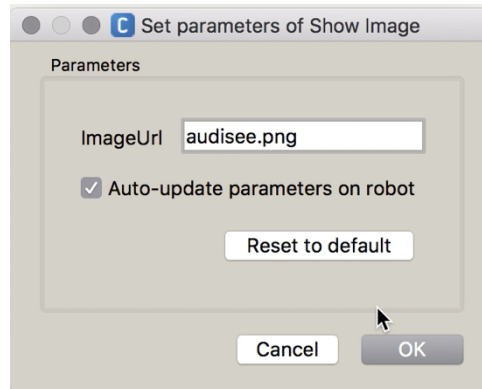 C Set parameters of Show Image
Parameters
ImageUrl audisee.png
Auto-update parameters on robot
Reset to default
Cancel OK